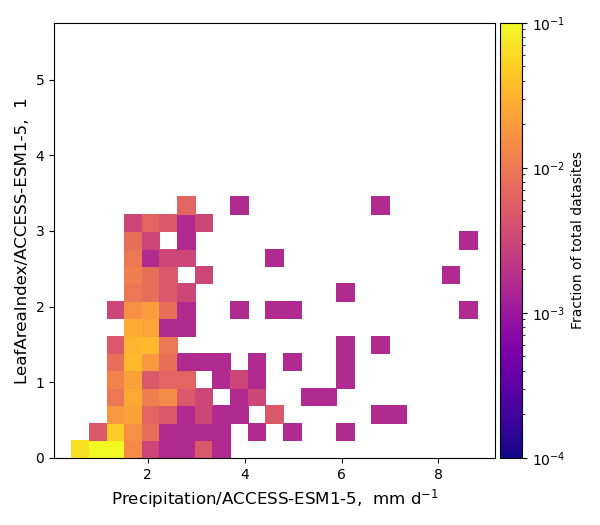 10⁻¹
10⁻²
10⁻³
10⁻⁴
Fraction of total datasites
5
4
3
2
1
0
LeafAreaIndex/ACCESS-ESM1-5, 1
2 4 6 8
Precipitation/ACCESS-ESM1-5, mm d⁻¹